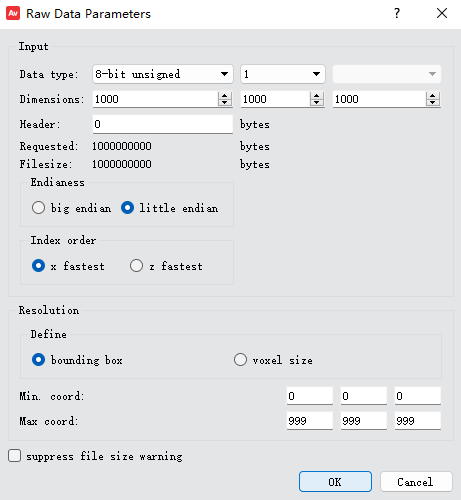 Av Raw Data Parameters ? ×
Input
Data type: 8-bit unsigned 1
Dimensions: 1000 1000 1000
Header: 0 bytes
Requested: 1000000000 bytes
Filesize: 1000000000 bytes
Endianess
big endian little endian
Index order
x fastest z fastest
Resolution
Define
bounding box voxel size
Min. coord: 0 0 0
Max coord: 999 999 999
suppress file size warning
OK Cancel